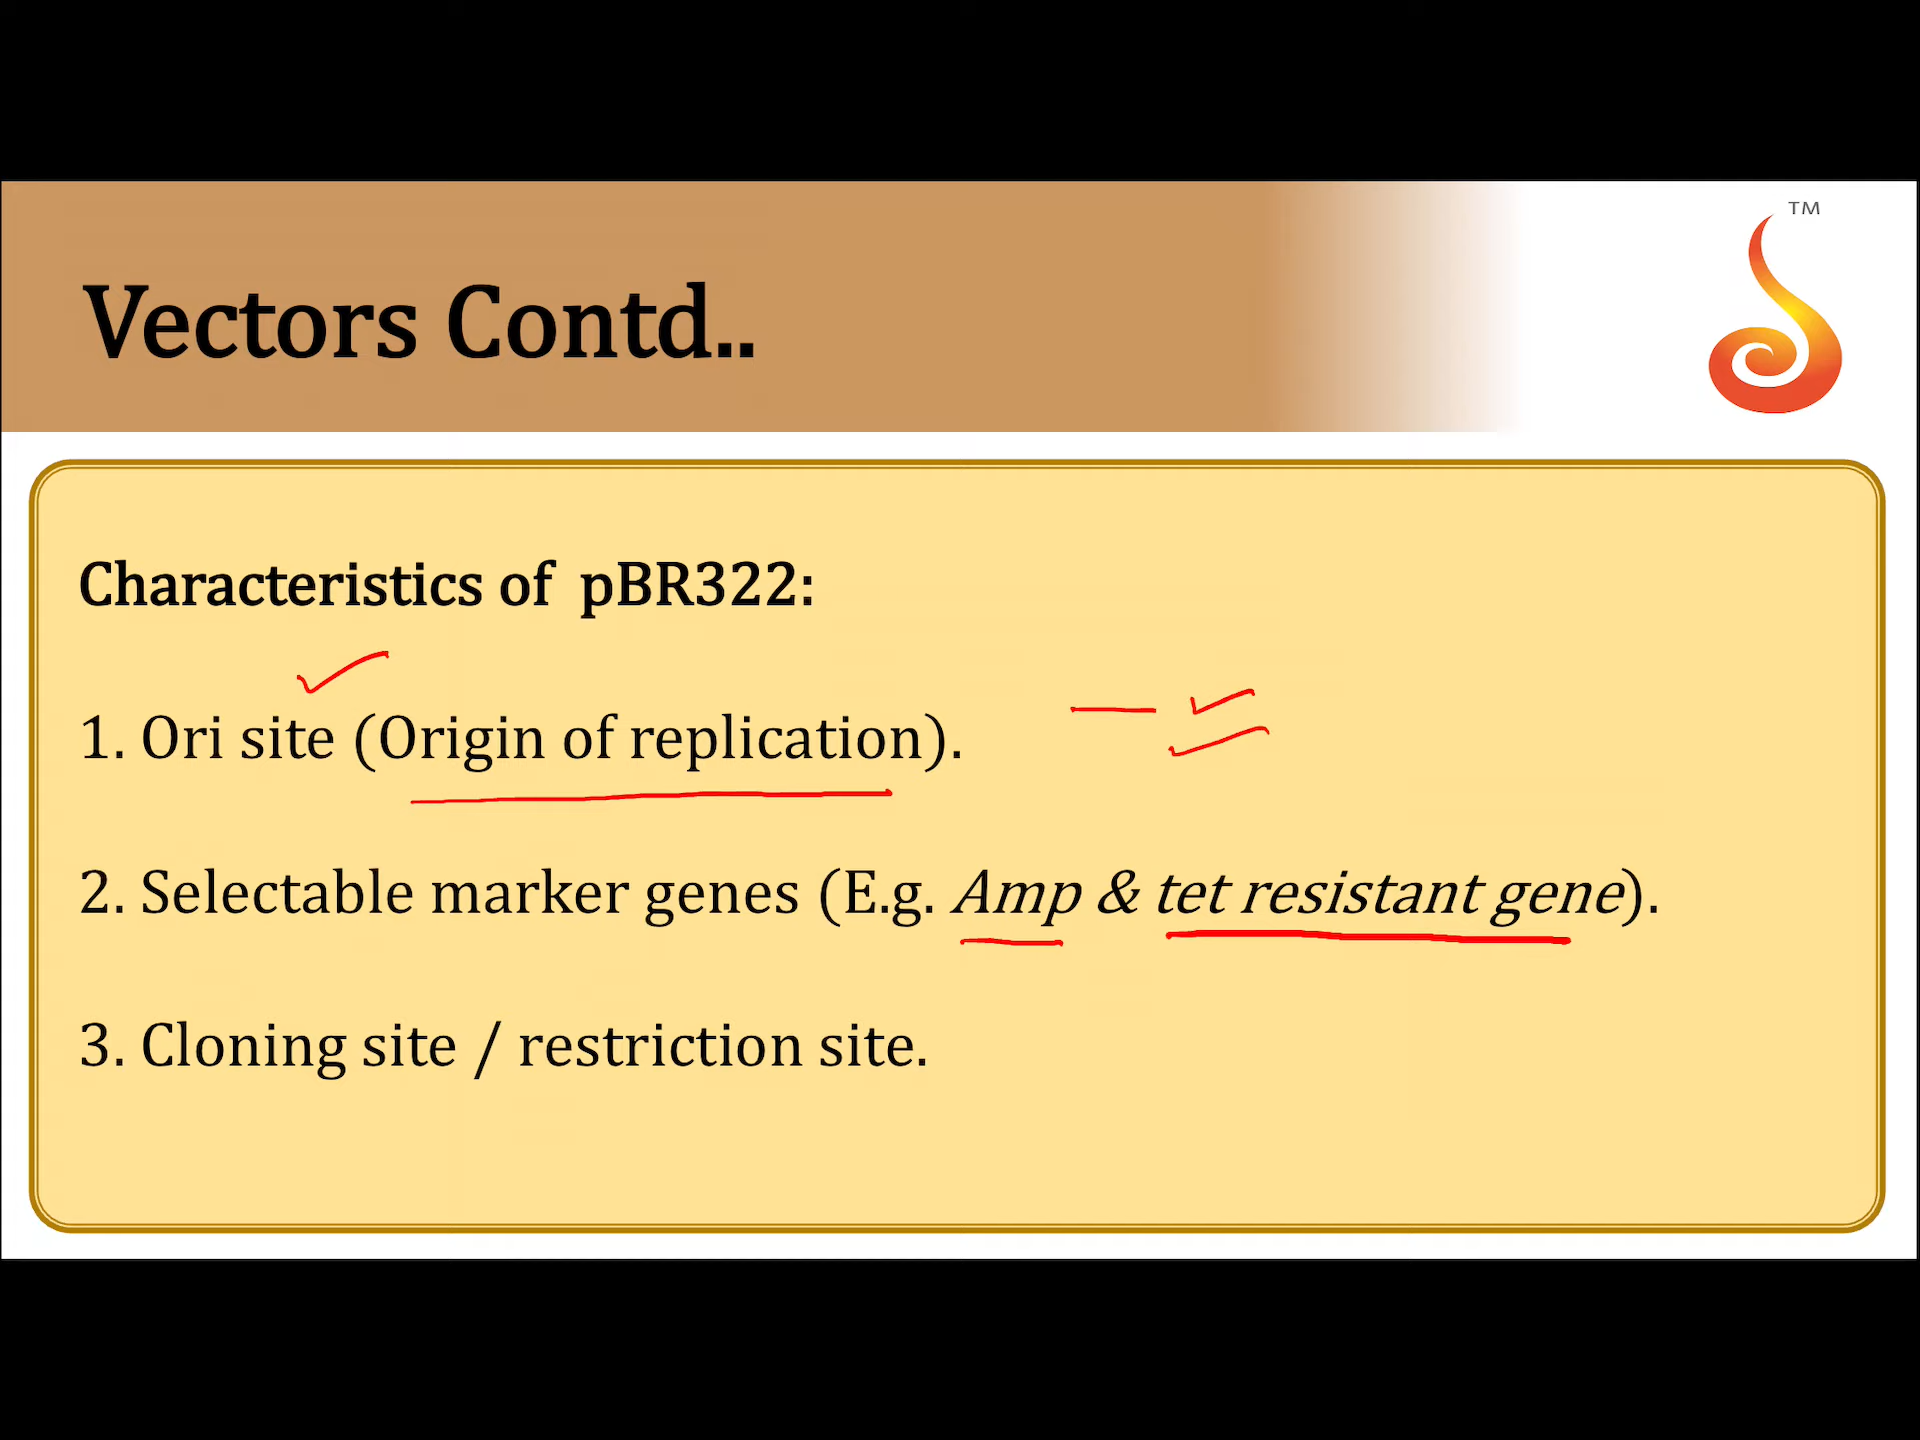 TM
Vectors Contd..
Characteristics of pBR322:
1. Ori site (Origin of replication).
2. Selectable marker genes (E.g. Amp & tet resistant gene).
3. Cloning site / restriction site.